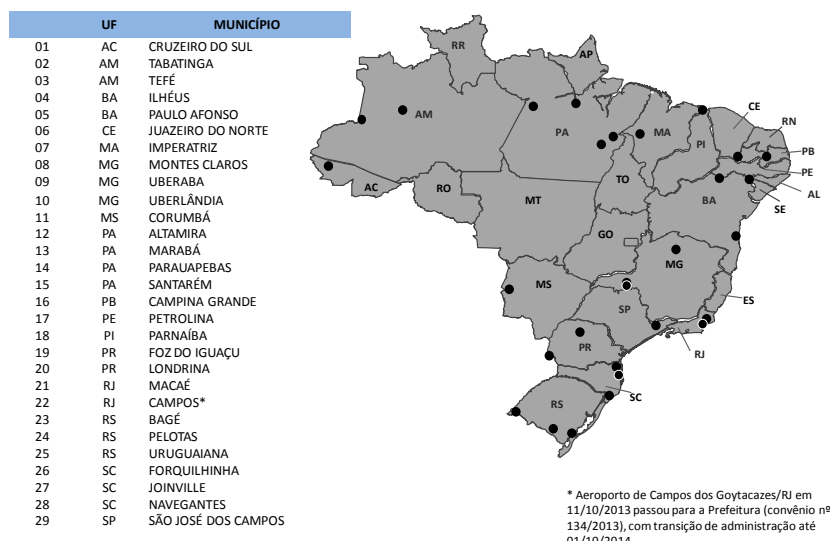 UF MUNICÍPIO
01 AC CRUZEIRO DO SUL
02 AM TABATINGA
03 AM TEFÉ
04 BA ILHÉUS
05 BA PAULO AFONSO
06 CE JUAZEIRO DO NORTE
07 MA IMPERATRIZ
08 MG MONTES CLAROS
09 MG UBERABA
10 MG UBERLÂNDIA
11 MS CORUMBÁ
12 PA ALTAMIRA
13 PA MARABÁ
14 PA PARAUAPEBAS
15 PA SANTARÉM
16 PB CAMPINA GRANDE
17 PE PETROLINA
18 PI PARNAÍBA
19 PR FOZ DO IGUAÇU
20 PR LONDRINA
21 RJ MACAÉ
22 RJ CAMPOS*
23 RS BAGÉ
24 RS PELOTAS
25 RS URUGUAIANA
26 SC FORQUILHINHA
27 SC JOINVILLE
28 SC NAVEGANTES
29 SP SÃO JOSÉ DOS CAMPOS
RR
AP
AM
PA
MA
CE
RN
PI
PB
PE
AL
SE
AC
RO
TO
MT
BA
GO
MG
MS
ES
SP
RJ
PR
SC
RS
* Aeroporto de Campos dos Goytacazes/RJ em
11/10/2013 passou para a Prefeitura (convênio nº
134/2013), com transição de administração até
01/10/2014